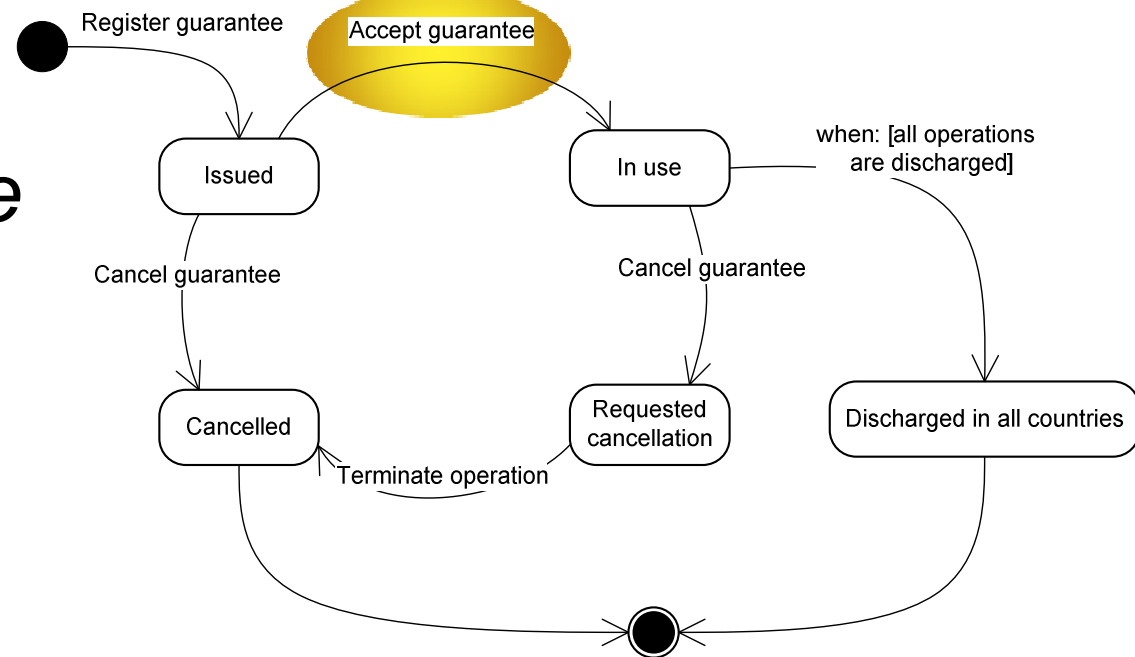 Register guarantee
Accept guarantee
when: [all operations
are discharged]
Issued
In use
e
Cancel guarantee
Cancel guarantee
Requested
cancellation
Cancelled
Discharged in all countries
Terminate operation